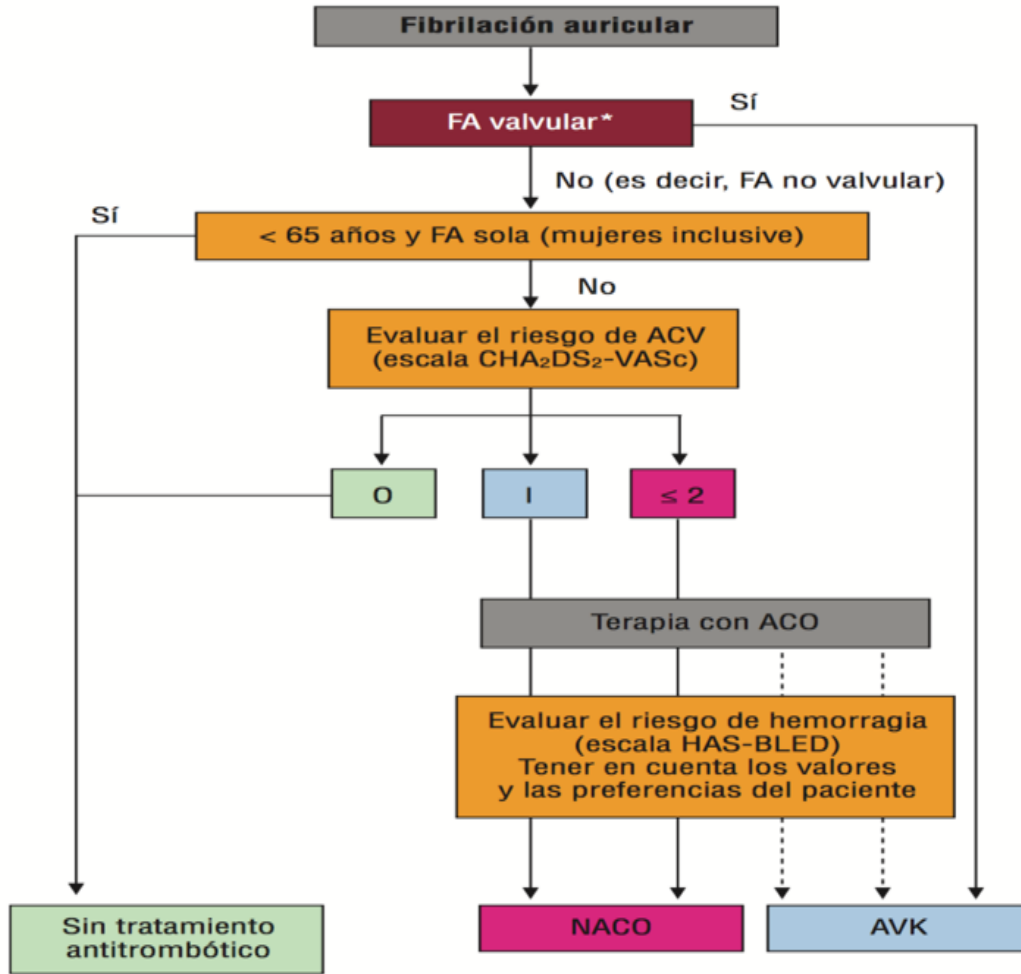 Fibrilación auricular
FA valvular*
Sí
No (es decir, FA no valvular)
Sí
< 65 años y FA sola (mujeres inclusive)
No
Evaluar el riesgo de ACV
(escala CHA₂DS₂-VASc)
0
I
≤ 2
Terapia con ACO
Evaluar el riesgo de hemorragia
(escala HAS-BLED)
Tener en cuenta los valores
y las preferencias del paciente
Sin tratamiento
antitrombótico
NACO
AVK